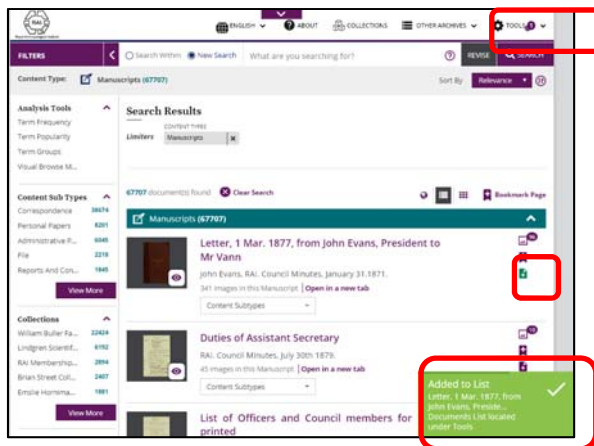 RAI
ENGLISH ABOUT COLLECTIONS OTHER ARCHIVES TOOLS
FILTERS Search Within New Search What are you searching for? REVISE SEARCH
Content Type: Manuscripts (67707) Sort By Relevance
Analysis Tools
Term Frequency
Term Popularity
Term Groups
Visual Browse M...
Content Sub Types
Correspondence 38674
Personal Papers 8201
Administrative P... 6045
File 2218
Reports And Con... 1845
View More
Collections
William Buller Fa... 22424
Lindgren Scientif... 6192
RAI Membership... 2894
Brian Street Coll... 2407
Emslie Hornima... 1881
View More
Search Results
CONTENT TYPES
Limiters Manuscripts x
67707 document(s) found Clear Search Bookmark Page
Manuscripts (67707)
Letter, 1 Mar. 1877, from John Evans, President to
Mr Vann
John Evans, RAI. Council Minutes, January 31.1871.
341 images in this Manuscript | Open in a new tab
Content Subtypes
Duties of Assistant Secretary
RAI. Council Minutes, July 30th 1879.
45 images in this Manuscript | Open in a new tab
Content Subtypes
List of Officers and Council members for
printed
Added to List
Letter, 1 Mar. 1877, from
John Evans, Preside...
Documents List located
under Tools